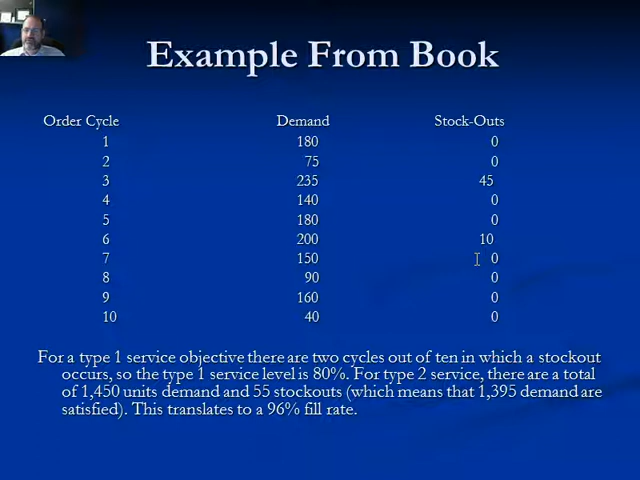 Example From Book
Order Cycle Demand Stock-Outs
1 180 0
2 75 0
3 235 45
4 140 0
5 180 0
6 200 10
7 150 0
8 90 0
9 160 0
10 40 0
For a type 1 service objective there are two cycles out of ten in which a stockout
occurs, so the type 1 service level is 80%. For type 2 service, there are a total
of 1,450 units demand and 55 stockouts (which means that 1,395 demand are
satisfied). This translates to a 96% fill rate.